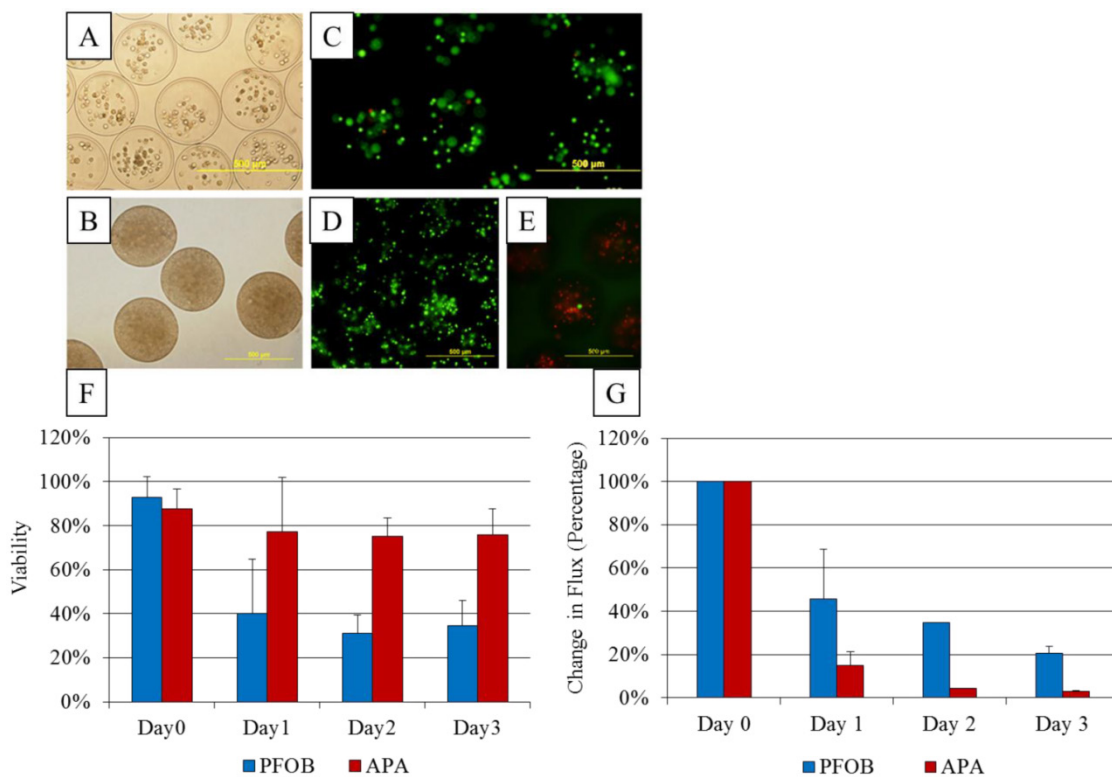 A
C
500 µm
500 µm
B
D
E
500 µm
500 µm
500 µm
F
G
120%
100%
80%
60%
40%
20%
0%
Viability
Day0
Day1
Day2
Day3
PFOB
APA
120%
100%
80%
60%
40%
20%
0%
Change in Flux (Percentage)
Day 0
Day 1
Day 2
Day 3
PFOB
APA